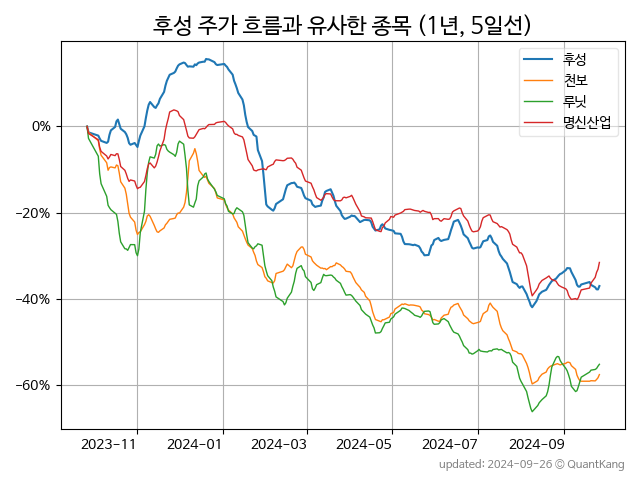 후성 주가 흐름과 유사한 종목 (1년, 5일선)
후성
천보
루닛
명신산업
0%
−20%
−40%
−60%
2023−11 2024−01 2024−03 2024−05 2024−07 2024−09
updated: 2024-09-26 © QuantKang